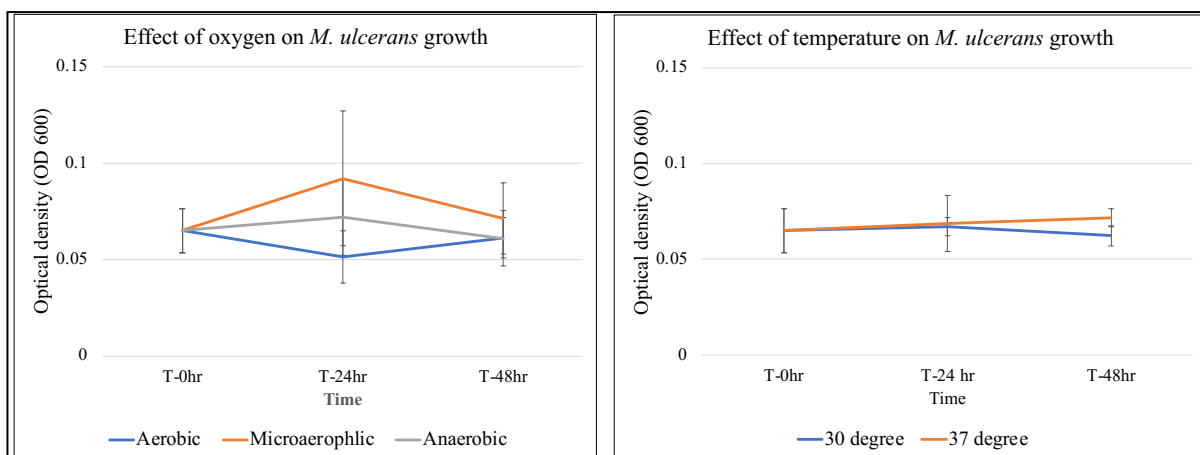 Effect of oxygen on M. ulcerans growth
Optical density (OD 600)
0.15
0.1
0.05
0
T-0hr T-24hr T-48hr
Time
Aerobic Microaerophlic Anaerobic
Effect of temperature on M. ulcerans growth
Optical density (OD 600)
0.15
0.1
0.05
0
T-0hr T-24 hr T-48hr
Time
30 degree 37 degree